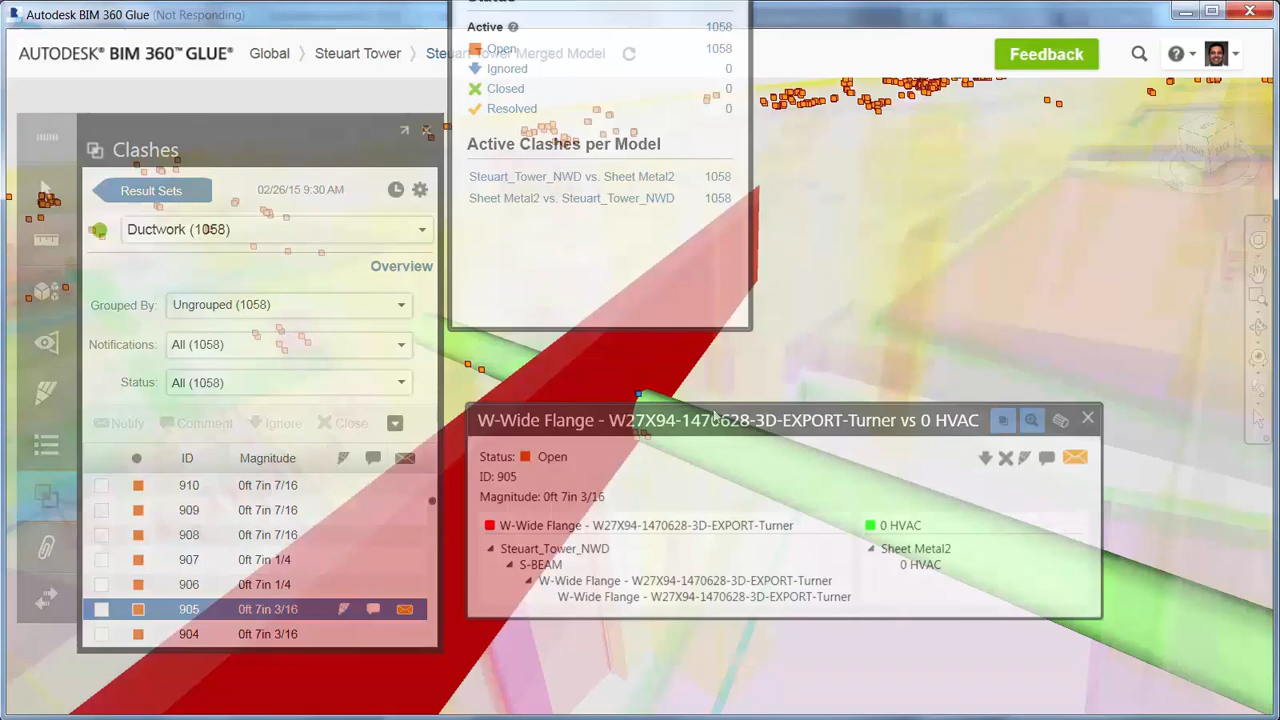 Autodesk BIM 360 Glue (Not Responding)
AUTODESK® BIM 360™ GLUE® Global Steuart Tower Steuart Tower Merged Model Feedback
Status
Active 1058
Open 1058
Ignored 0
Closed 0
Resolved 0
Active Clashes per Model
Steuart_Tower_NWD vs. Sheet Metal2 1058
Sheet Metal2 vs. Steuart_Tower_NWD 1058
Clashes
Result Sets 02/26/15 9:30 AM
Ductwork (1058)
Overview
Grouped By: Ungrouped (1058)
Notifications: All (1058)
Status: All (1058)
Notify Comment Ignore Close
ID Magnitude
910 0ft 7in 7/16
909 0ft 7in 7/16
908 0ft 7in 7/16
907 0ft 7in 1/4
906 0ft 7in 1/4
905 0ft 7in 3/16
904 0ft 7in 3/16
W-Wide Flange - W27X94-1470628-3D-EXPORT-Turner vs 0 HVAC
Status: Open
ID: 905
Magnitude: 0ft 7in 3/16
W-Wide Flange - W27X94-1470628-3D-EXPORT-Turner 0 HVAC
Steuart_Tower_NWD Sheet Metal2
S-BEAM 0 HVAC
W-Wide Flange - W27X94-1470628-3D-EXPORT-Turner
W-Wide Flange - W27X94-1470628-3D-EXPORT-Turner